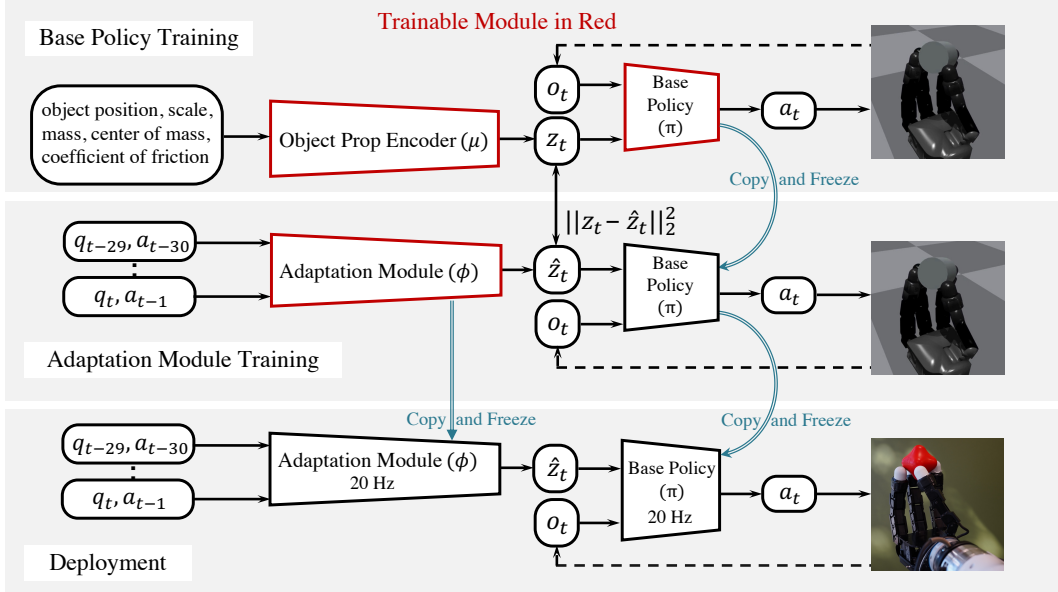 Trainable Module in Red
Base Policy Training
object position, scale,
mass, center of mass,
coefficient of friction
Object Prop Encoder (μ)
o_t
z_t
Base
Policy
(π)
a_t
Copy and Freeze
||z_t − ẑ_t||_2^2
q_{t−29}, a_{t−30}
q_t, a_{t−1}
Adaptation Module (ϕ)
ẑ_t
o_t
Base
Policy
(π)
a_t
Adaptation Module Training
Copy and Freeze
Copy and Freeze
q_{t−29}, a_{t−30}
q_t, a_{t−1}
Adaptation Module (ϕ)
20 Hz
ẑ_t
o_t
Base Policy
(π)
20 Hz
a_t
Deployment